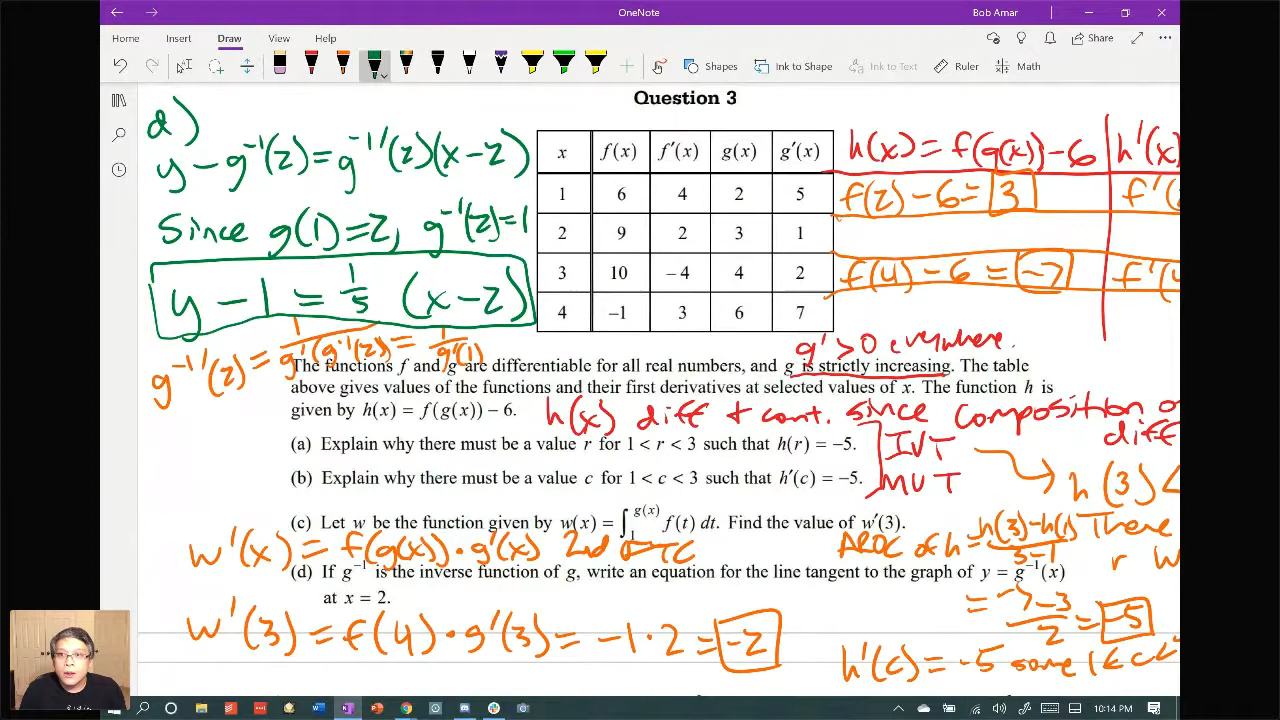 OneNote
Bob Amar
Home Insert Draw View Help
Share
Shapes
Ink to Shape
Ink to Text
Ruler
Math
Question 3
d)
y - g⁻¹(2) = g⁻¹′(2)(x - 2)
Since g(1) = 2, g⁻¹(2) = 1
y - 1 = 1/5 (x - 2)
g⁻¹′(2) = 1/g′(g⁻¹(2)) = 1/g′(1)
x f(x) f′(x) g(x) g′(x)
1 6 4 2 5
2 9 2 3 1
3 10 –4 4 2
4 –1 3 6 7
h(x) = f(g(x)) - 6 h′(x)
f(2) - 6 = 3 f′(2
f(4) - 6 = -7 f′(4
g′ > 0 everywhere.
The functions f and g are differentiable for all real numbers, and g is strictly increasing. The table
above gives values of the functions and their first derivatives at selected values of x. The function h is
given by h(x) = f(g(x)) − 6.
h(x) diff + cont. since composition o
diff
(a) Explain why there must be a value r for 1 < r < 3 such that h(r) = −5.
IVT
(b) Explain why there must be a value c for 1 < c < 3 such that h′(c) = −5.
MVT
h(3) <
(c) Let w be the function given by w(x) = ∫₁^g(x) f(t) dt. Find the value of w′(3).
There
r w
w′(x) = f(g(x)) · g′(x) 2nd FTC
AROC of h = h(3)-h(1)/3-1
(d) If g⁻¹ is the inverse function of g, write an equation for the line tangent to the graph of y = g⁻¹(x)
at x = 2.
= -7-3/2 = -5
w′(3) = f(4) · g′(3) = -1 · 2 = -2
h′(c) = -5 some 1 < c <
10:14 PM